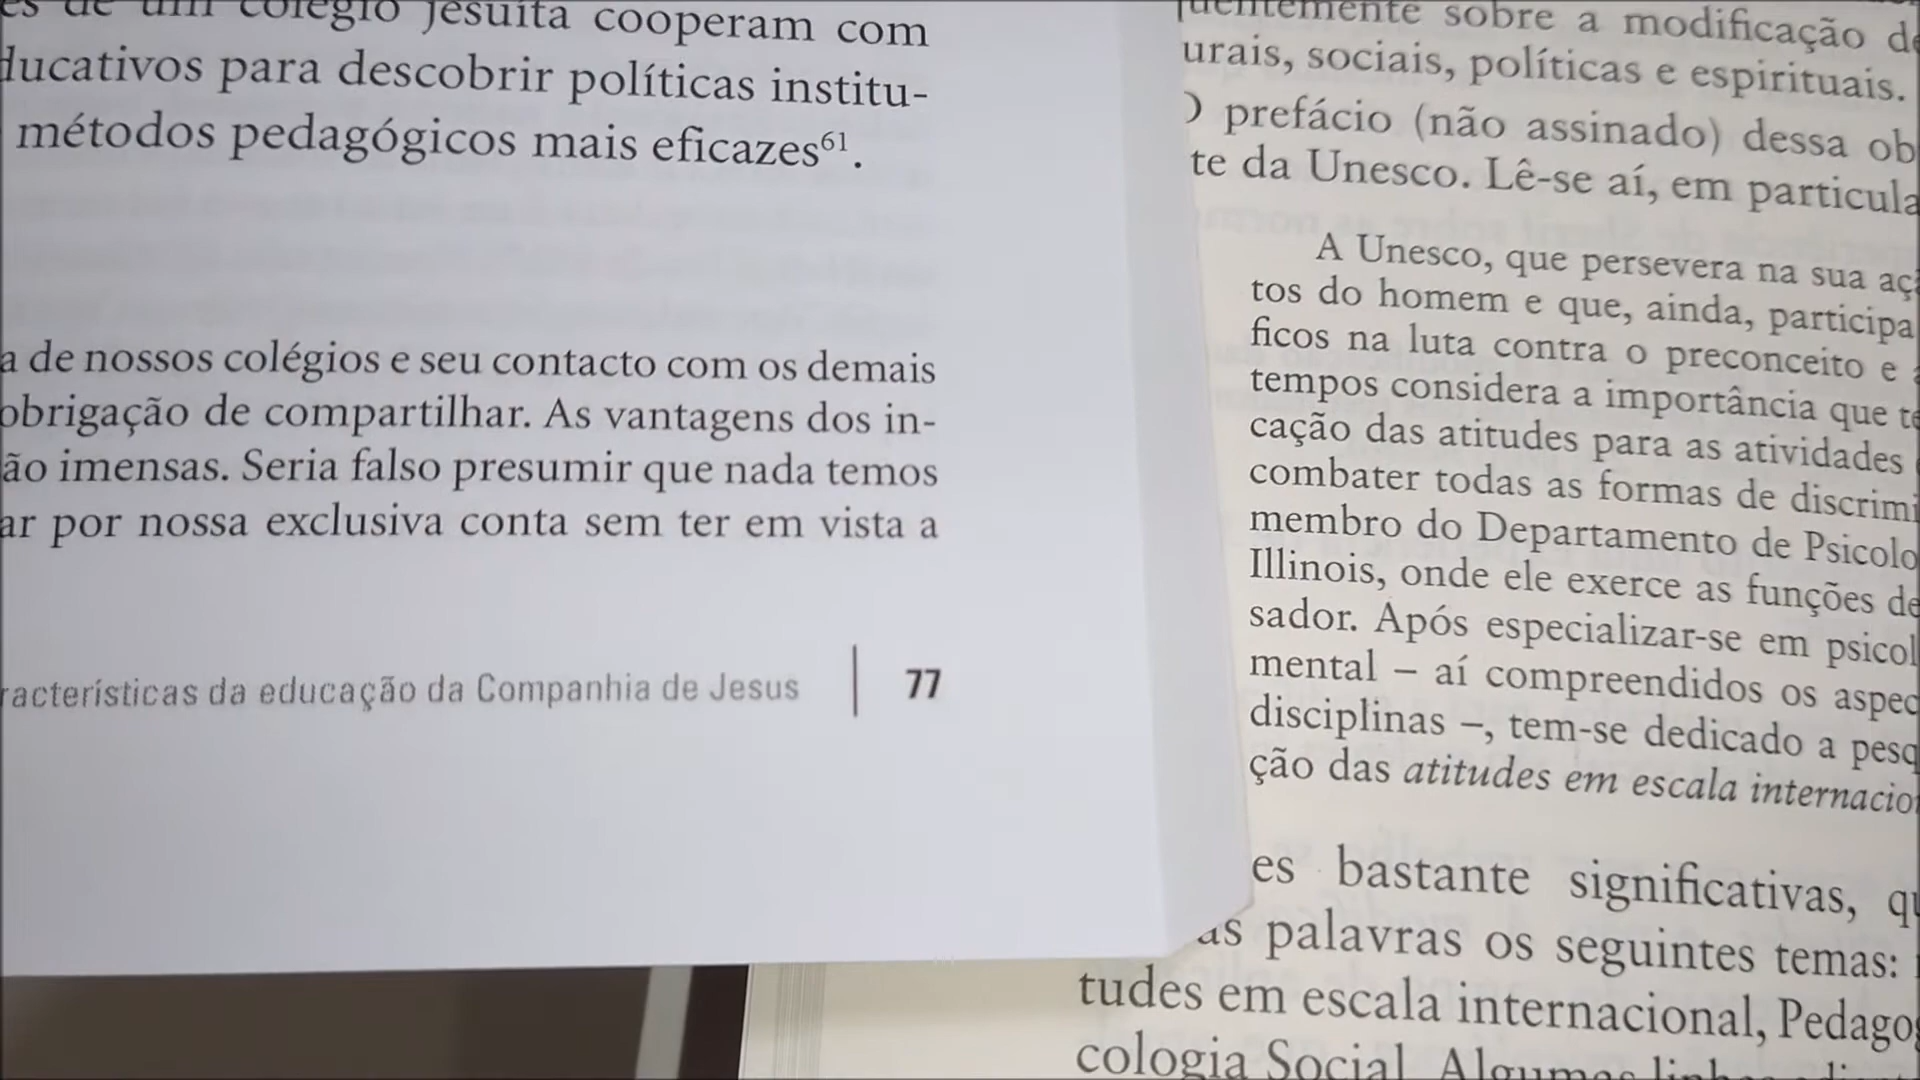 de um colégio jesuíta cooperam com
ducativos para descobrir políticas institu-
métodos pedagógicos mais eficazes⁶¹.
a de nossos colégios e seu contacto com os demais
obrigação de compartilhar. As vantagens dos in-
ão imensas. Seria falso presumir que nada temos
ar por nossa exclusiva conta sem ter em vista a
racterísticas da educação da Companhia de Jesus | 77
quentemente sobre a modificação de
urais, sociais, políticas e espirituais.
O prefácio (não assinado) dessa ob
te da Unesco. Lê-se aí, em particula
A Unesco, que persevera na sua aç
tos do homem e que, ainda, participa
ficos na luta contra o preconceito e
tempos considera a importância que te
cação das atitudes para as atividades
combater todas as formas de discrimi
membro do Departamento de Psicolo
Illinois, onde ele exerce as funções de
sador. Após especializar-se em psicol
mental – aí compreendidos os aspec
disciplinas –, tem-se dedicado a pesq
ção das atitudes em escala internacio
es bastante significativas, qu
as palavras os seguintes temas:
tudes em escala internacional, Pedago
cologia Social. Algumas